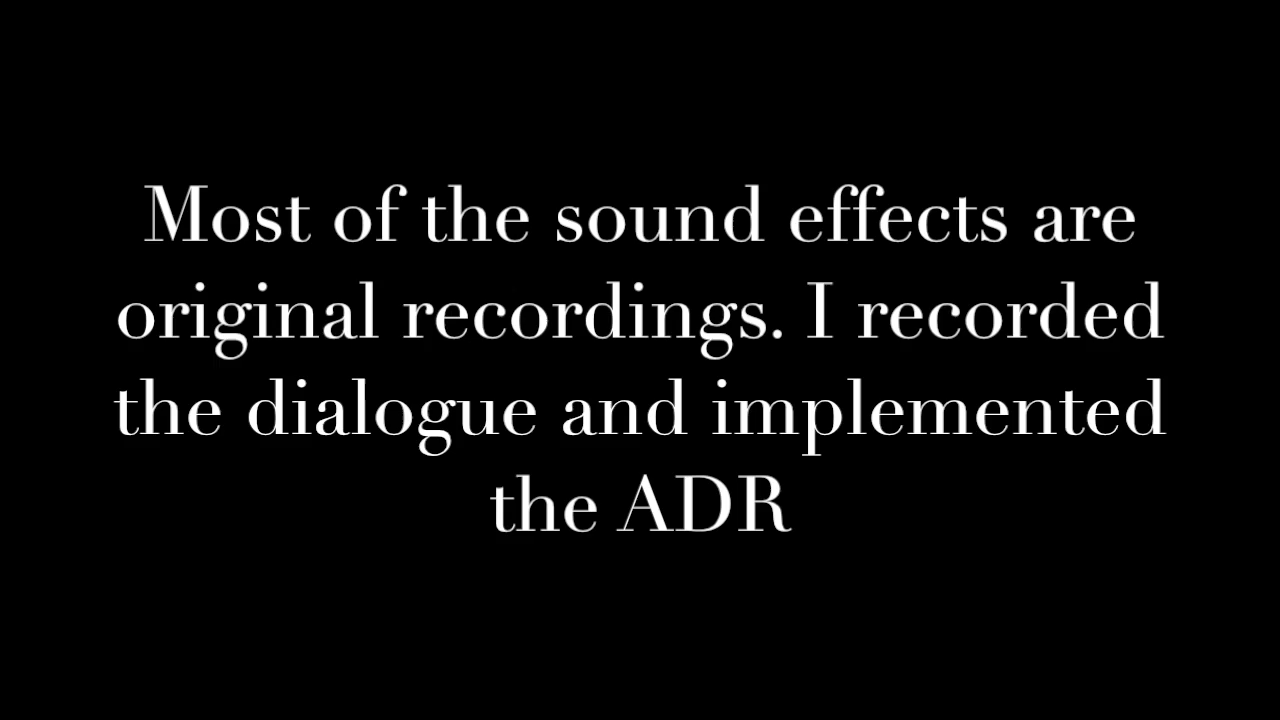 Most of the sound effects are
original recordings. I recorded
the dialogue and implemented
the ADR